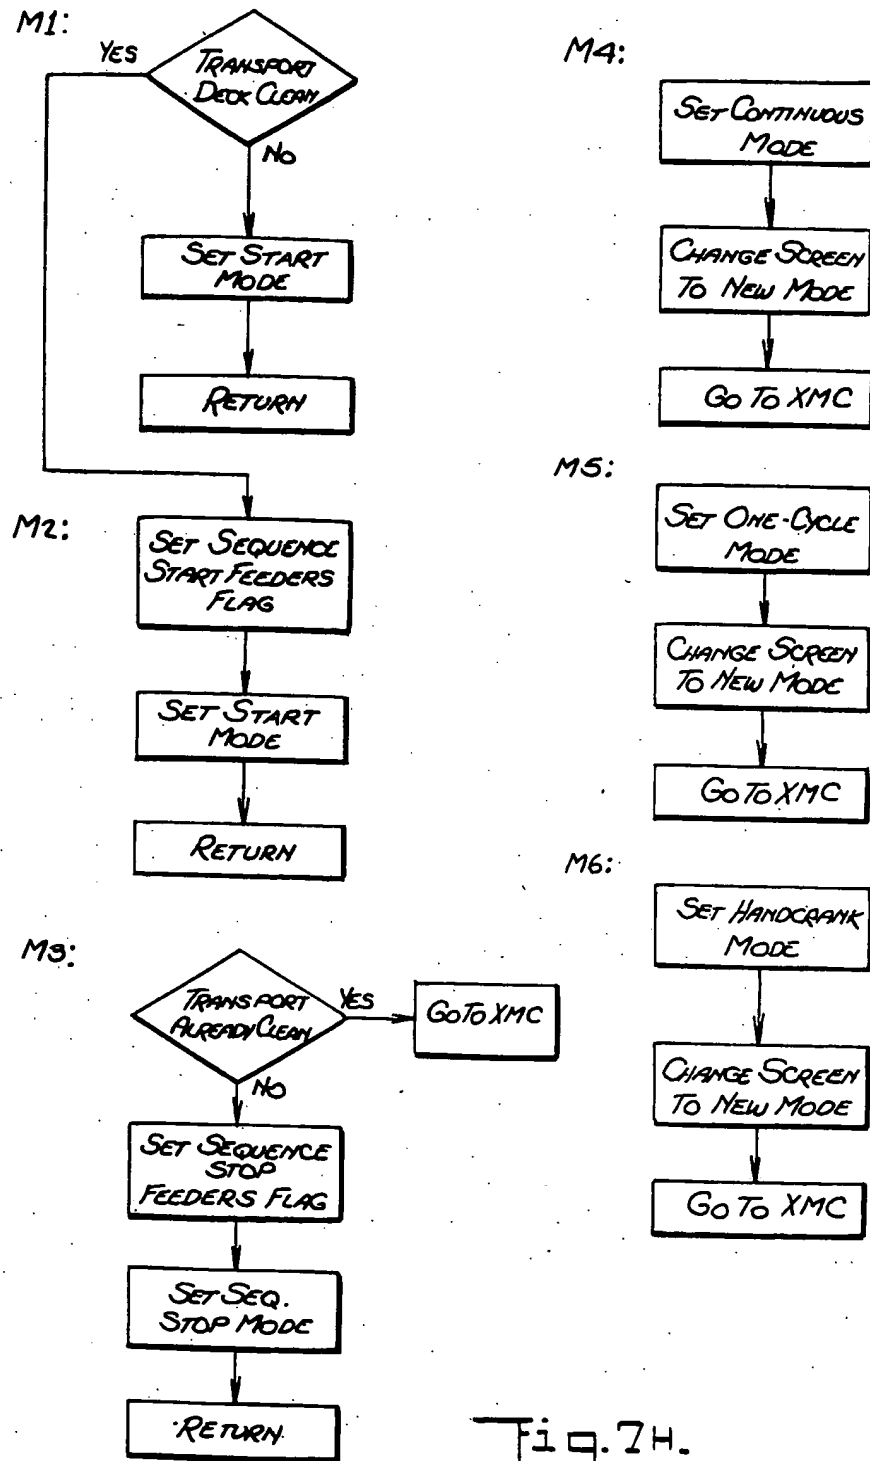 M1:
YES
TRANSPORT
DECK CLEAN
NO
SET START
MODE
RETURN
M2:
SET SEQUENCE
START FEEDERS
FLAG
SET START
MODE
RETURN
M3:
TRANSPORT
ALREADY CLEAN
YES
GO TO XMC
NO
SET SEQUENCE
STOP
FEEDERS FLAG
SET SEQ.
STOP MODE
RETURN
M4:
SET CONTINUOUS
MODE
CHANGE SCREEN
TO NEW MODE
GO TO XMC
M5:
SET ONE-CYCLE
MODE
CHANGE SCREEN
TO NEW MODE
GO TO XMC
M6:
SET HANDCRANK
MODE
CHANGE SCREEN
TO NEW MODE
GO TO XMC
Fig. 7H.